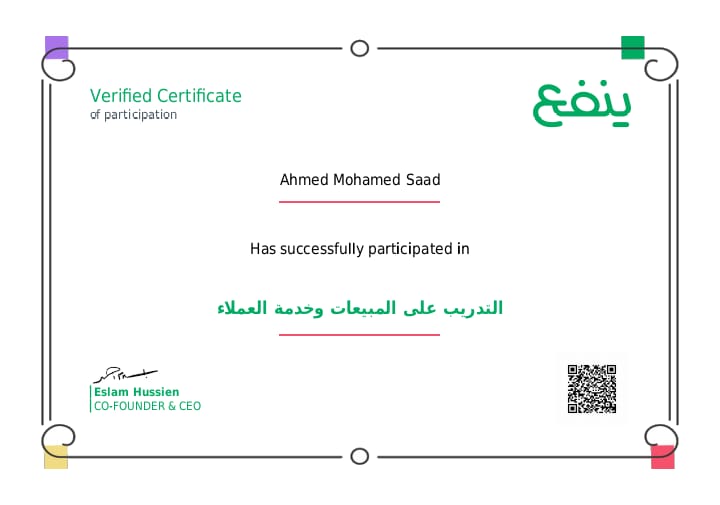 Verified Certificate
of participation
ينفع
Ahmed Mohamed Saad
Has successfully participated in
التدريب على المبيعات وخدمة العملاء
Eslam Hussien
CO-FOUNDER & CEO